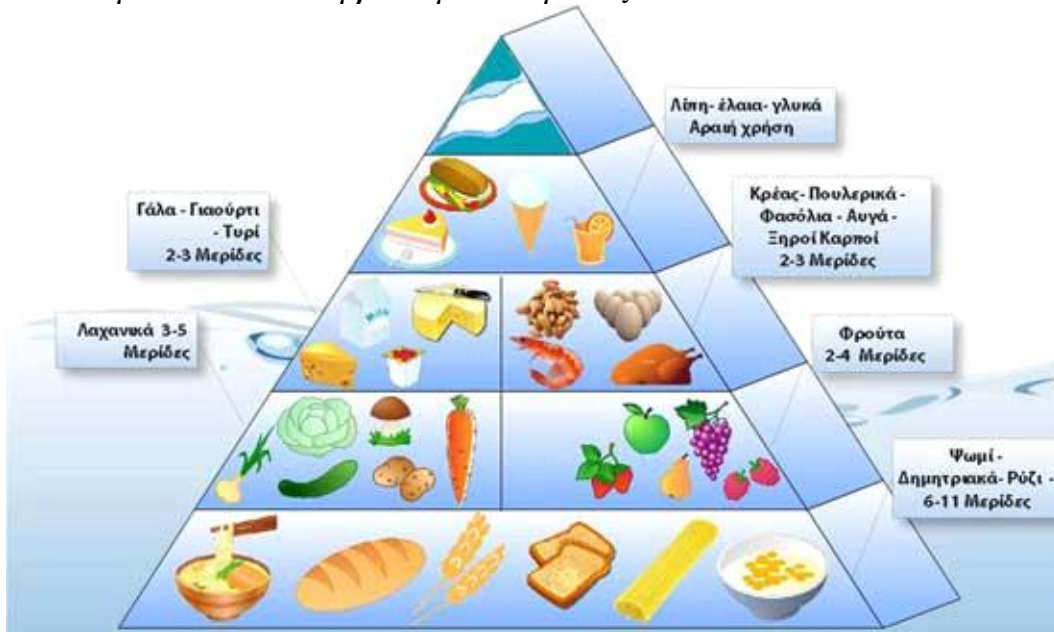 Λίπη- έλαια- γλυκά
Αραιή χρήση
Γάλα - Γιαούρτι
- Τυρί
2-3 Μερίδες
Κρέας- Πουλερικά -
Φασόλια - Αυγά -
Ξηροί Καρποί
2-3 Μερίδες
Λαχανικά 3-5
Μερίδες
Φρούτα
2-4 Μερίδες
Milk
Ψωμί -
Δημητριακά- Ρύζι -
6-11 Μερίδες